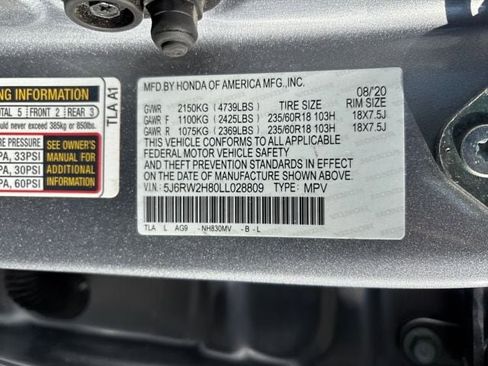 NG INFORMATION
OTAL 5 FRONT 2 REAR 3
ould never exceed 385kg or 850lbs.
E PRESSURE
PA, 33PSI
PA, 30PSI
PA, 60PSI
SEE OWNER'S
MANUAL FOR
ADDITIONAL
INFORMATION
TLA A1
MFD.BY HONDA OF AMERICA MFG.,INC. 08/'20
GVWR 2150KG (4739LBS) TIRE SIZE RIM SIZE
GAWR F 1100KG (2425LBS) 235/60R18 103H 18X7.5J
GAWR R 1075KG (2369LBS) 235/60R18 103H 18X7.5J
THIS VEHICLE CONFORMS TO ALL APPLICABLE
FEDERAL MOTOR VEHICLE SAFETY
AND THEFT PREVENTION STANDARDS IN EFFECT
ON THE DATE OF MANUFACTURE SHOWN ABOVE.
V.I.N.: 5J6RW2H80LL028809 TYPE: MPV
TLA L AG9 -NH830MV - B - L